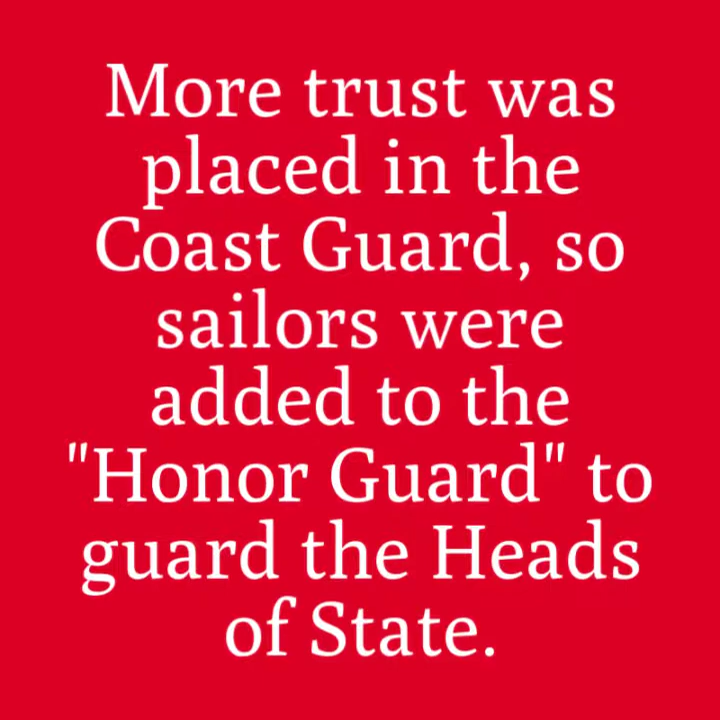 More trust was
placed in the
Coast Guard, so
sailors were
added to the
"Honor Guard" to
guard the Heads
of State.